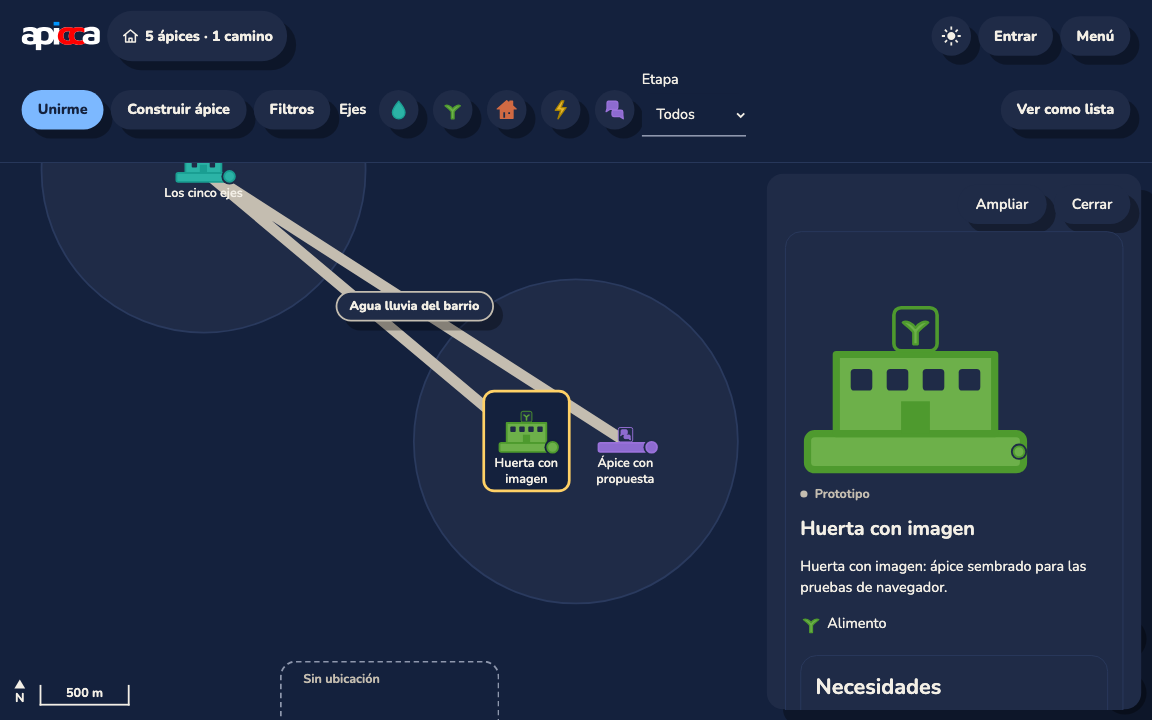 apicca
5 ápices · 1 camino
Entrar
Menú
Unirme
Construir ápice
Filtros
Ejes
Etapa
Todos
Ver como lista
Los cinco ejes
Agua lluvia del barrio
Huerta con
imagen
Ápice con
propuesta
Sin ubicación
N
500 m
Ampliar
Cerrar
Prototipo
Huerta con imagen
Huerta con imagen: ápice sembrado para las
pruebas de navegador.
Alimento
Necesidades